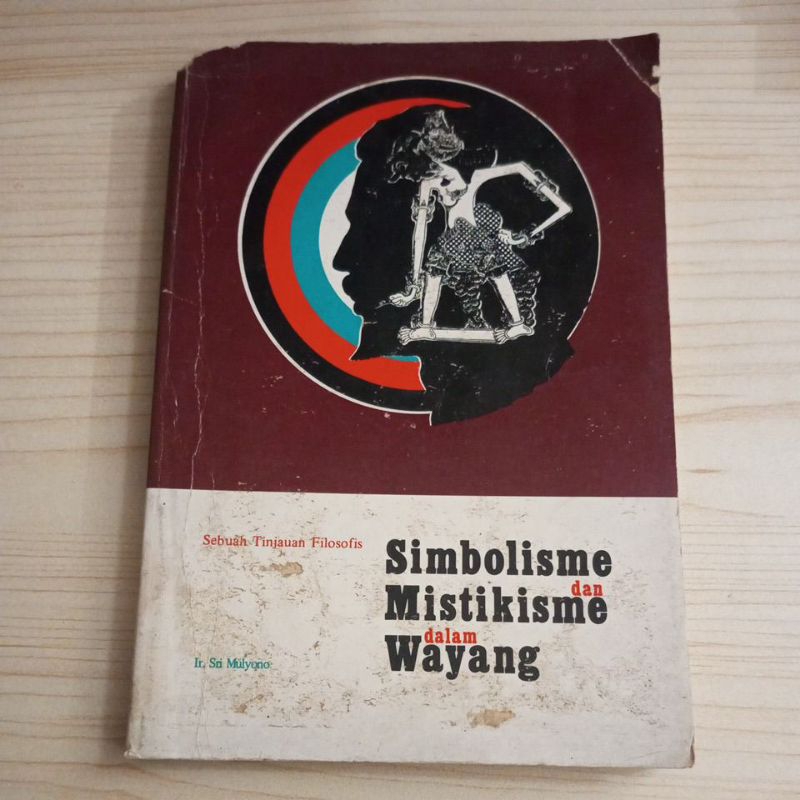 Sebuah Tinjauan Filosofis
Simbolisme
dan
Mistikisme
dalam
Wayang
Ir. Sri Mulyono